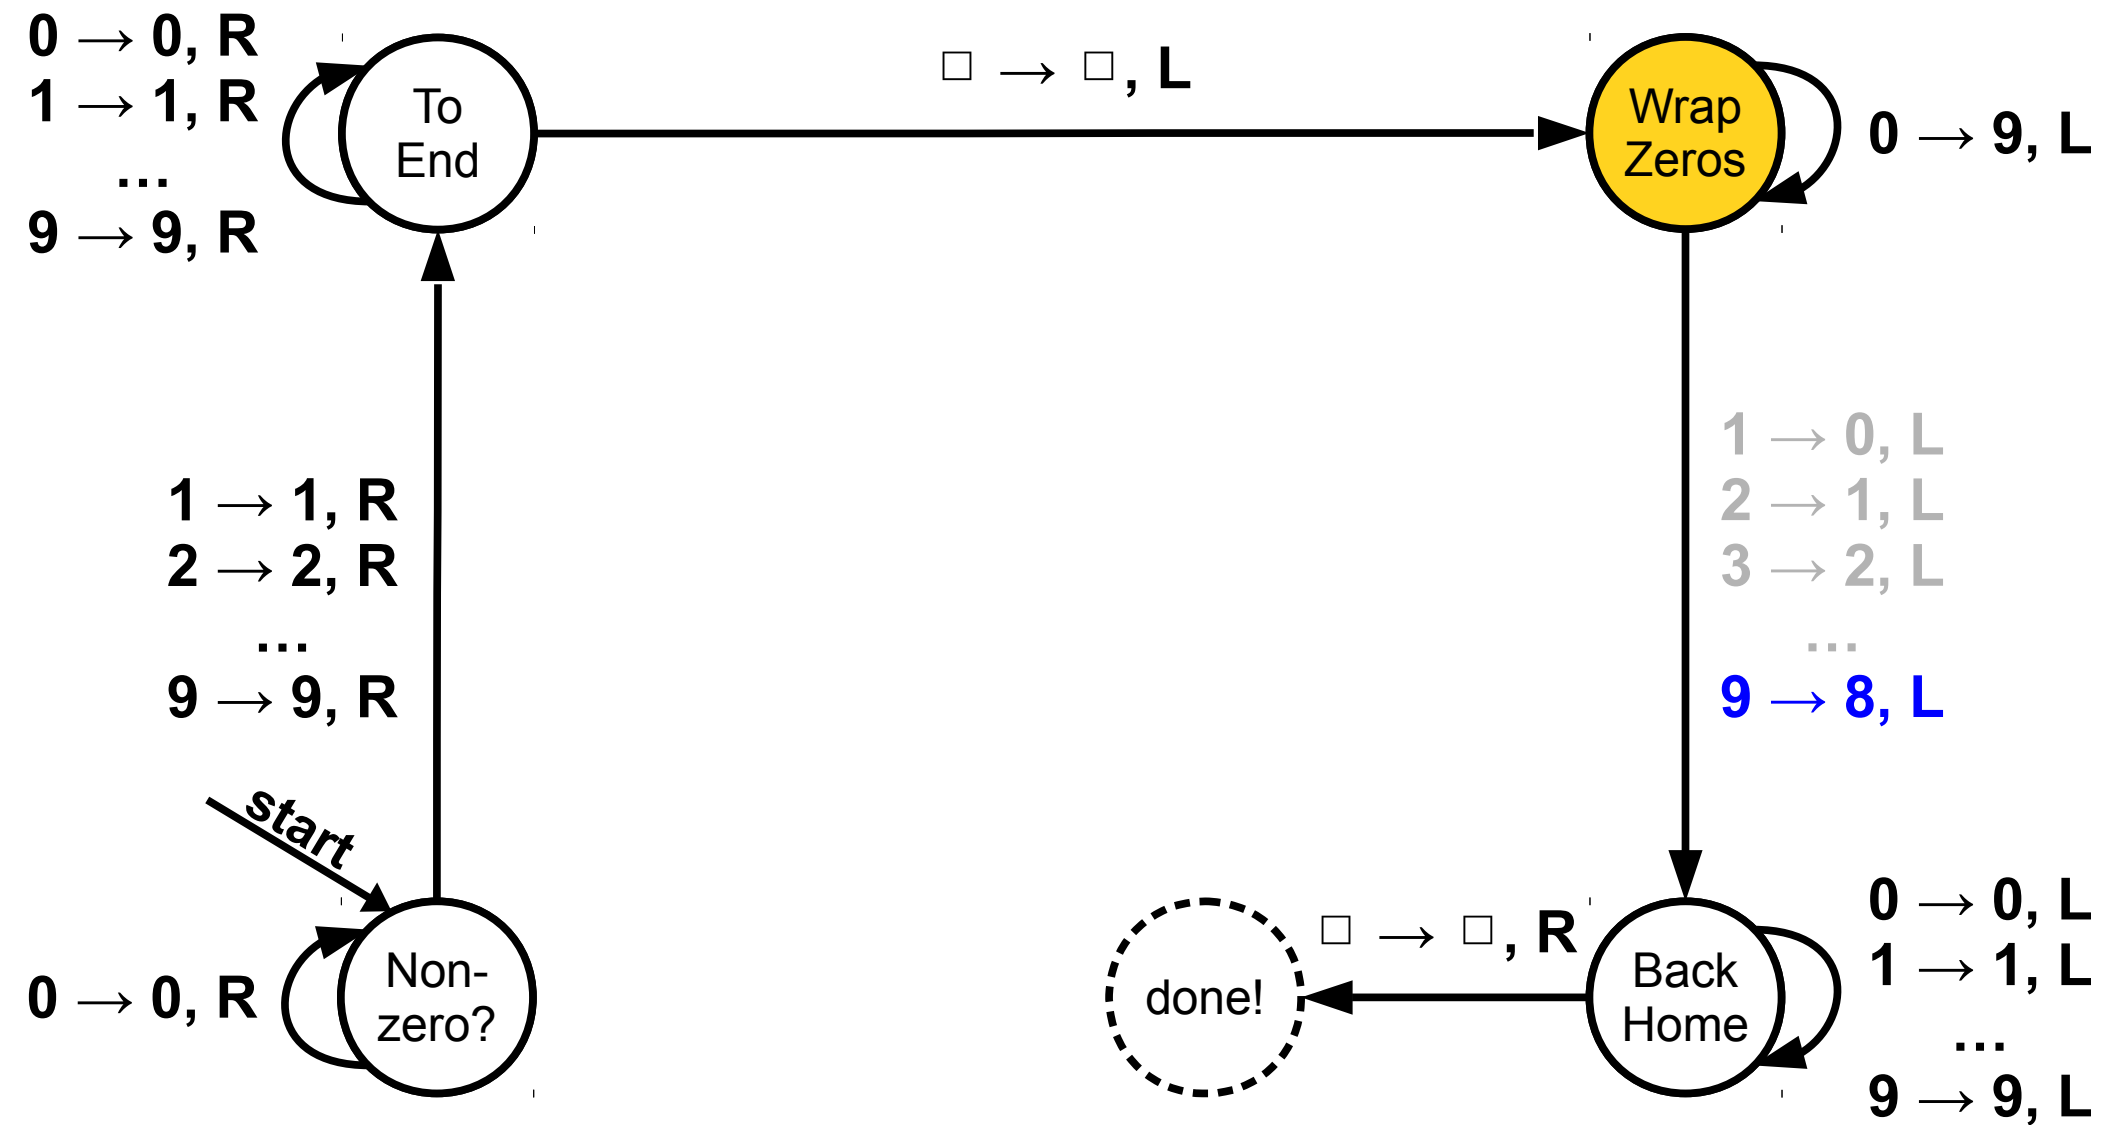 0 → 0, R
1 → 1, R
…
9 → 9, R
To
End
□ → □, L
Wrap
Zeros
0 → 9, L
1 → 1, R
2 → 2, R
…
9 → 9, R
1 → 0, L
2 → 1, L
3 → 2, L
…
9 → 8, L
start
0 → 0, R
Non-
zero?
done!
□ → □, R
Back
Home
0 → 0, L
1 → 1, L
…
9 → 9, L